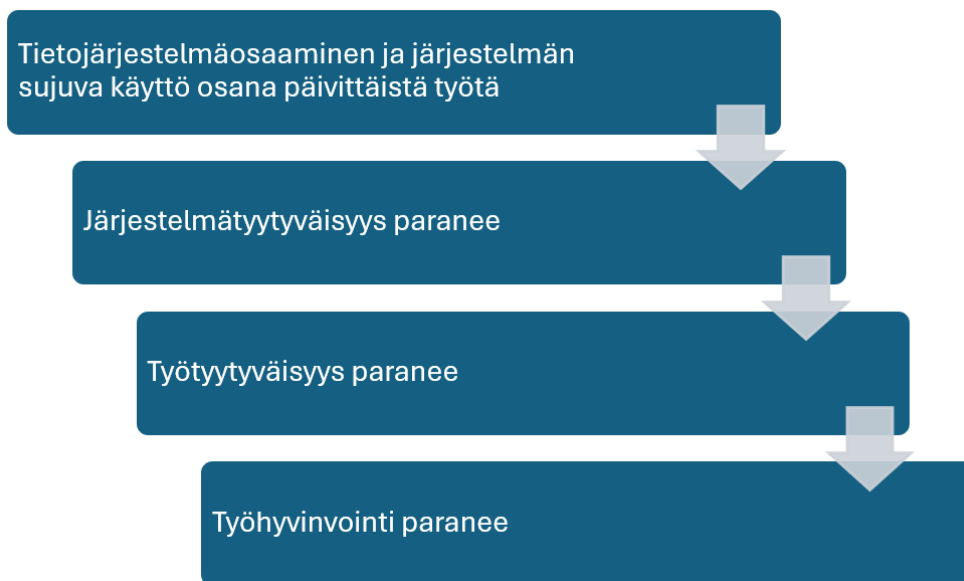 Tietojärjestelmäosaaminen ja järjestelmän
sujuva käyttö osana päivittäistä työtä
Järjestelmätyytyväisyys paranee
Työtyytyväisyys paranee
Työhyvinvointi paranee